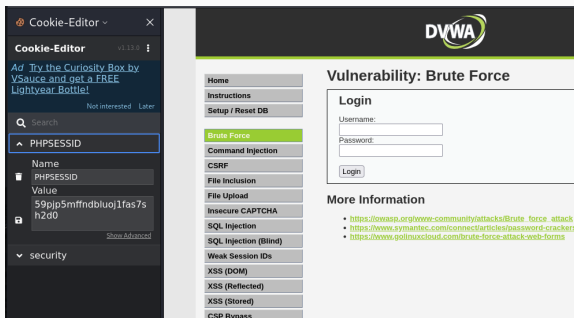 Cookie-Editor
Cookie-Editor v1.13.0
Ad Try the Curiosity Box by
VSauce and get a FREE
Lightyear Bottle!
Not interested Later
Search
PHPSESSID
Name
PHPSESSID
Value
59pjp5mffndbluoj1fas7s
h2d0
Show Advanced
security
DVWA
Home
Instructions
Setup / Reset DB
Brute Force
Command Injection
CSRF
File Inclusion
File Upload
Insecure CAPTCHA
SQL Injection
SQL Injection (Blind)
Weak Session IDs
XSS (DOM)
XSS (Reflected)
XSS (Stored)
CSP Bypass
Vulnerability: Brute Force
Login
Username:
Password:
Login
More Information
https://owasp.org/www-community/attacks/Brute_force_attack
https://www.symantec.com/connect/articles/password-crackers
https://www.golinuxcloud.com/brute-force-attack-web-forms